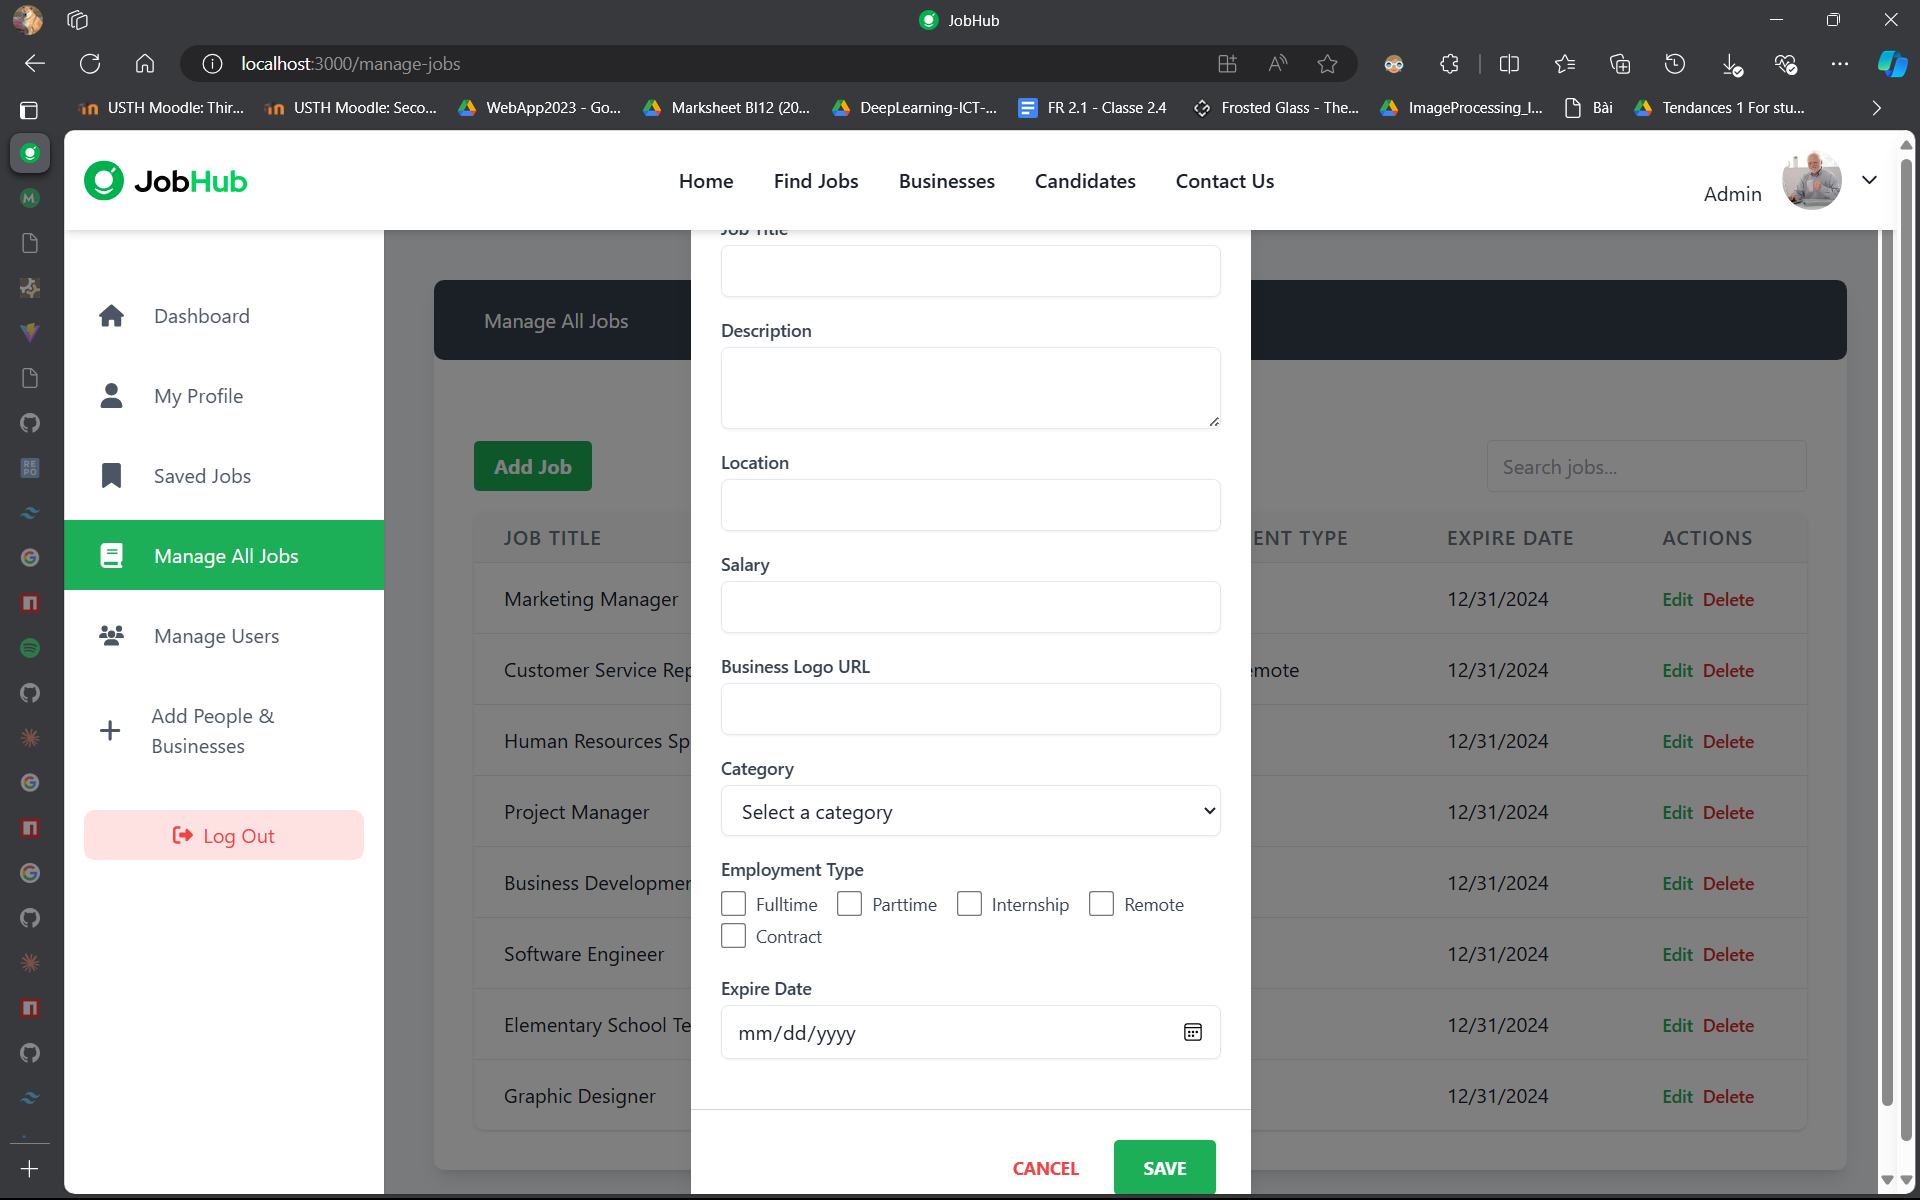 JobHub
localhost:3000/manage-jobs
USTH Moodle: Thir...
USTH Moodle: Seco...
WebApp2023 - Go...
Marksheet BI12 (20...
DeepLearning-ICT-...
FR 2.1 - Classe 2.4
Frosted Glass - The...
ImageProcessing_I...
Bài
Tendances 1 For stu...
JobHub
Home
Find Jobs
Businesses
Candidates
Contact Us
Admin
Dashboard
My Profile
Saved Jobs
Manage All Jobs
Manage Users
Add People &
Businesses
Log Out
Manage All Jobs
Add Job
Search jobs...
JOB TITLE
ENT TYPE
EXPIRE DATE
ACTIONS
Marketing Manager
12/31/2024
Edit Delete
Customer Service Rep
mote
12/31/2024
Edit Delete
Human Resources Sp
12/31/2024
Edit Delete
Project Manager
12/31/2024
Edit Delete
Business Developmer
12/31/2024
Edit Delete
Software Engineer
12/31/2024
Edit Delete
Elementary School Te
12/31/2024
Edit Delete
Graphic Designer
12/31/2024
Edit Delete
Job Title
Description
Location
Salary
Business Logo URL
Category
Select a category
Employment Type
Fulltime
Parttime
Internship
Remote
Contract
Expire Date
mm/dd/yyyy
CANCEL
SAVE